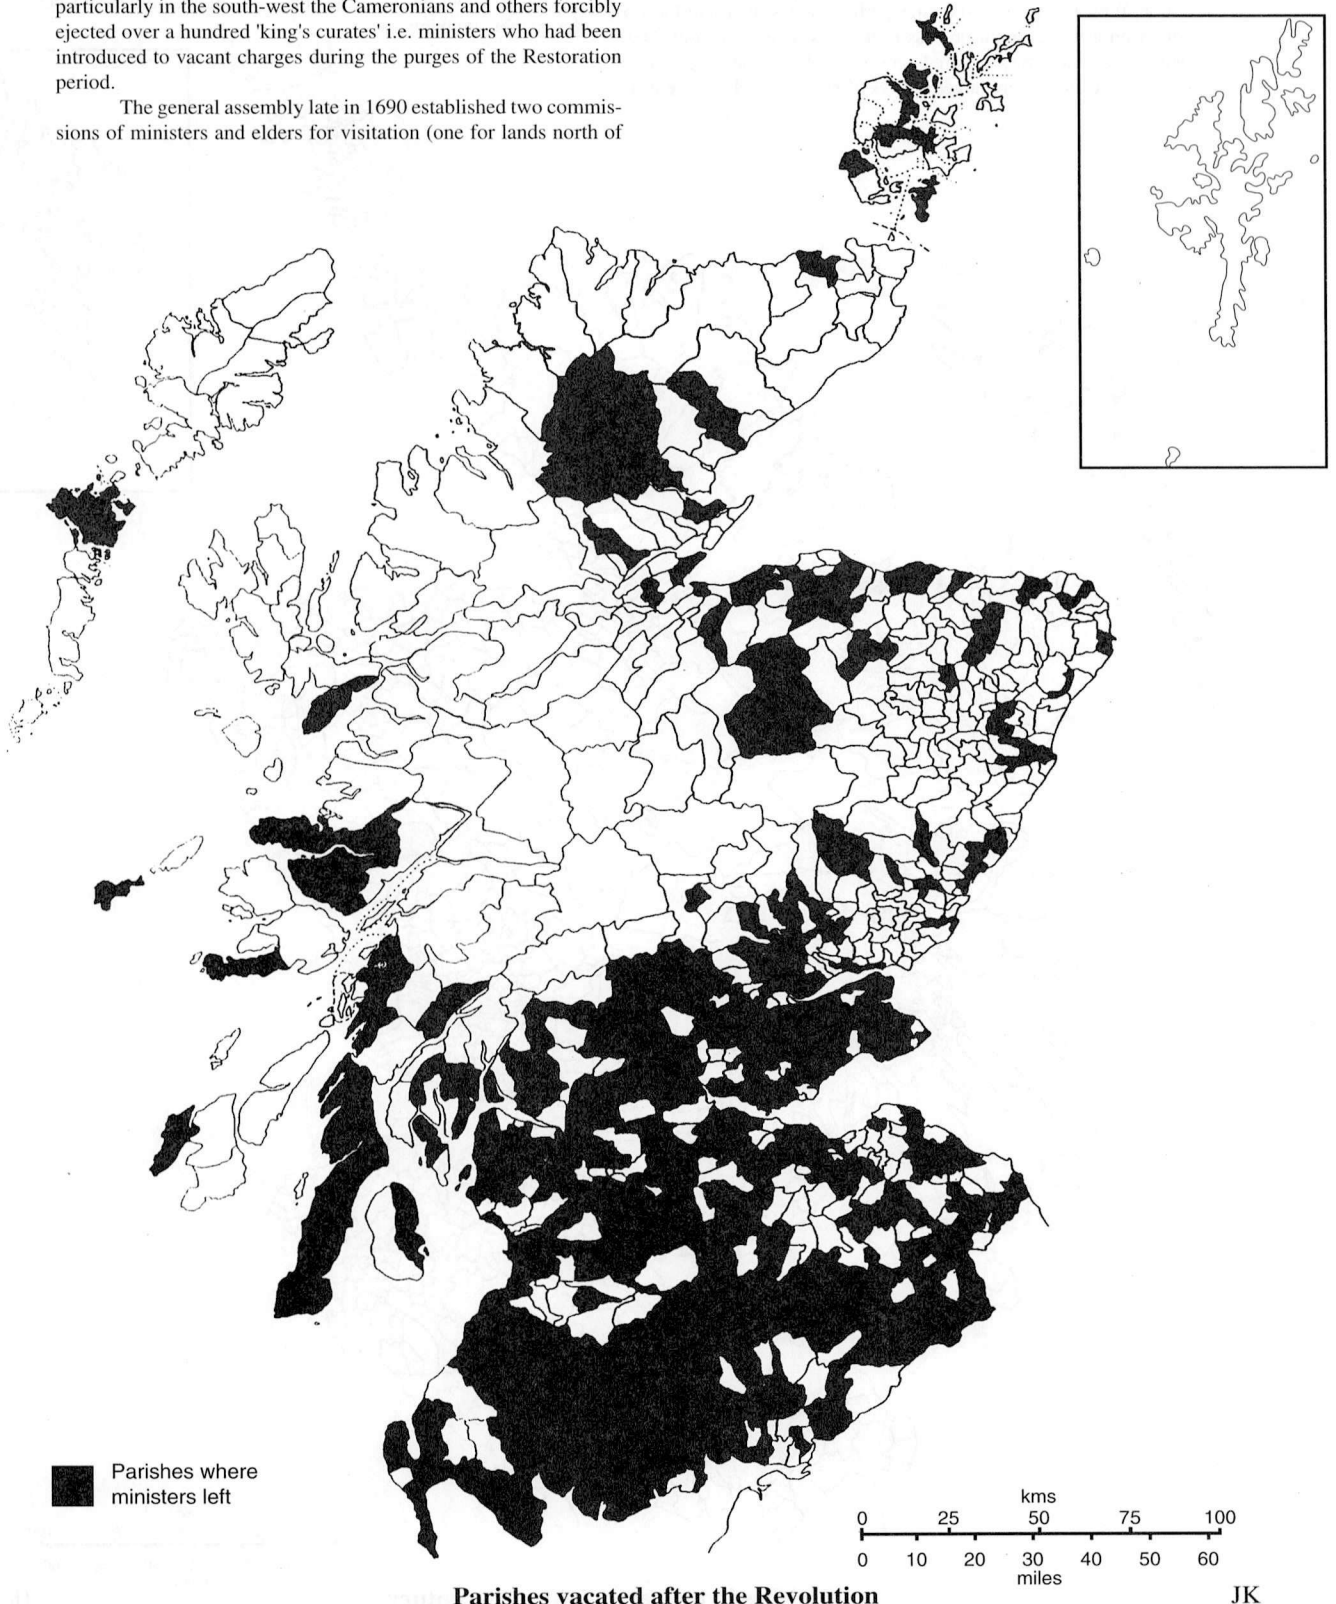 particularly in the south-west the Cameronians and others forcibly
ejected over a hundred 'king's curates' i.e. ministers who had been
introduced to vacant charges during the purges of the Restoration
period.
The general assembly late in 1690 established two commis-
sions of ministers and elders for visitation (one for lands north of
Parishes where
ministers left
kms
0 25 50 75 100
0 10 20 30 40 50 60
miles
Parishes vacated after the Revolution
JK